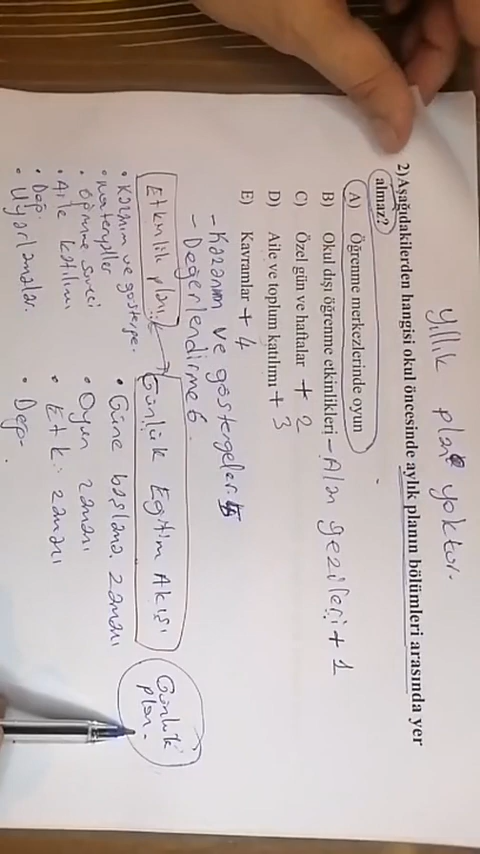 Yıllık plan yoktur.
2) Aşağıdakilerden hangisi okul öncesinde aylık planın bölümleri arasında yer
almaz?
A) Öğrenme merkezlerinde oyun
B) Okul dışı öğrenme etkinlikleri - Alan gezileri + 1
C) Özel gün ve haftalar + 2
D) Aile ve toplum katılımı + 3
E) Kavramlar + 4
- Kazanım ve göstergeler. 5
- Değerlendirme 6.
Etkinlik planı
• Kazanım ve gösterge.
• Materyaller
• Öğrnme süreci
• Aile katılımı
• Değ.
• Uyarlamalar.
Günlük Eğitim Akışı
• Güne başlama zamanı
• Oyun zamanı
• Etk. zamanı
• Değ.
Günlük
plan.